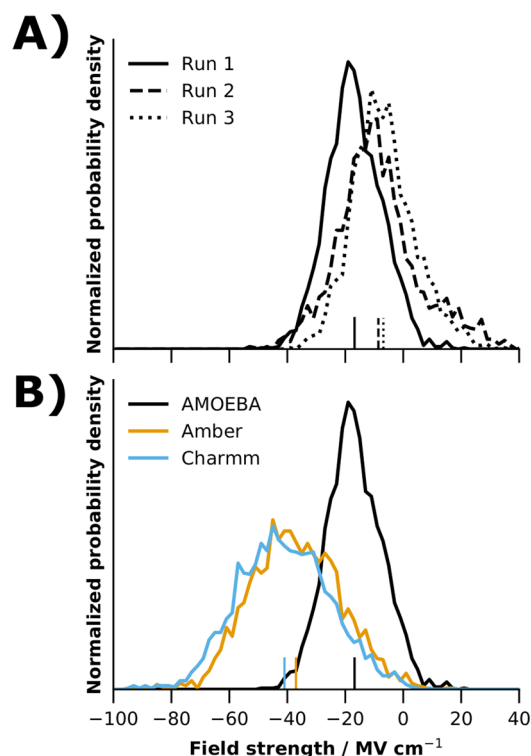 A)
Run 1
Run 2
Run 3
Normalized probability density
B)
AMOEBA
Amber
Charmm
Normalized probability density
−100 −80 −60 −40 −20 0 20 40
Field strength / MV cm⁻¹